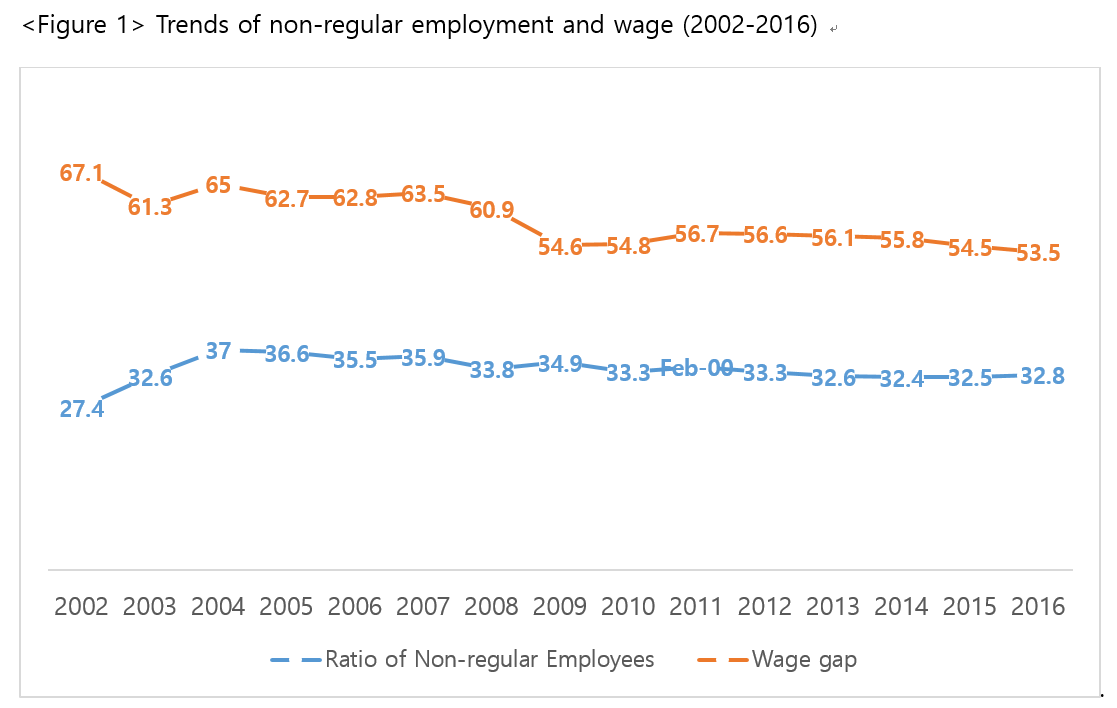 <Figure 1> Trends of non-regular employment and wage (2002-2016)
67.1 61.3 65 62.7 62.8 63.5 60.9 54.6 54.8 56.7 56.6 56.1 55.8 54.5 53.5
27.4 32.6 37 36.6 35.5 35.9 33.8 34.9 33.3 Feb-00 33.3 32.6 32.4 32.5 32.8
2002 2003 2004 2005 2006 2007 2008 2009 2010 2011 2012 2013 2014 2015 2016
Ratio of Non-regular Employees Wage gap
.